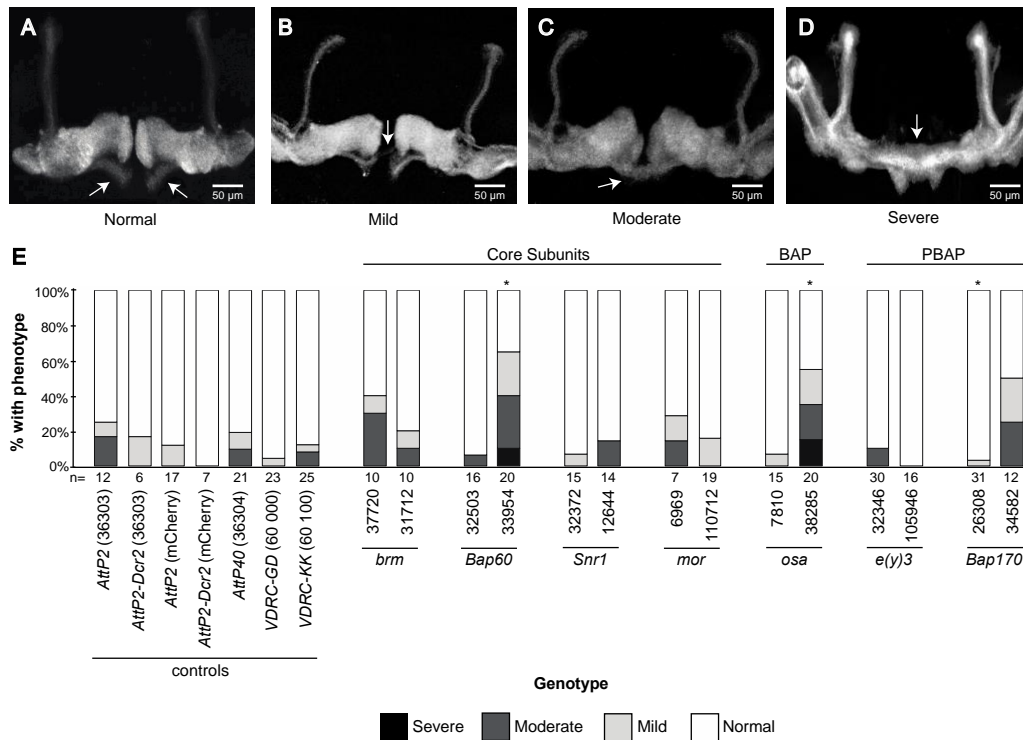 A
B
C
D
50 µm
50 µm
50 µm
50 µm
Normal
Mild
Moderate
Severe
E
Core Subunits
BAP
PBAP
* * *
% with phenotype
100%
80%
60%
40%
20%
0%
n= 12 6 17 7 21 23 25 10 10 16 20 15 14 7 19 15 20 30 16 31 12
AttP2 (36303)
AttP2-Dcr2 (36303)
AttP2 (mCherry)
AttP2-Dcr2 (mCherry)
AttP40 (36304)
VDRC-GD (60 000)
VDRC-KK (60 100)
37720
31712
32503
33954
32372
12644
6969
110712
7810
38285
32346
105946
26308
34582
brm
Bap60
Snr1
mor
osa
e(y)3
Bap170
controls
Genotype
Severe
Moderate
Mild
Normal